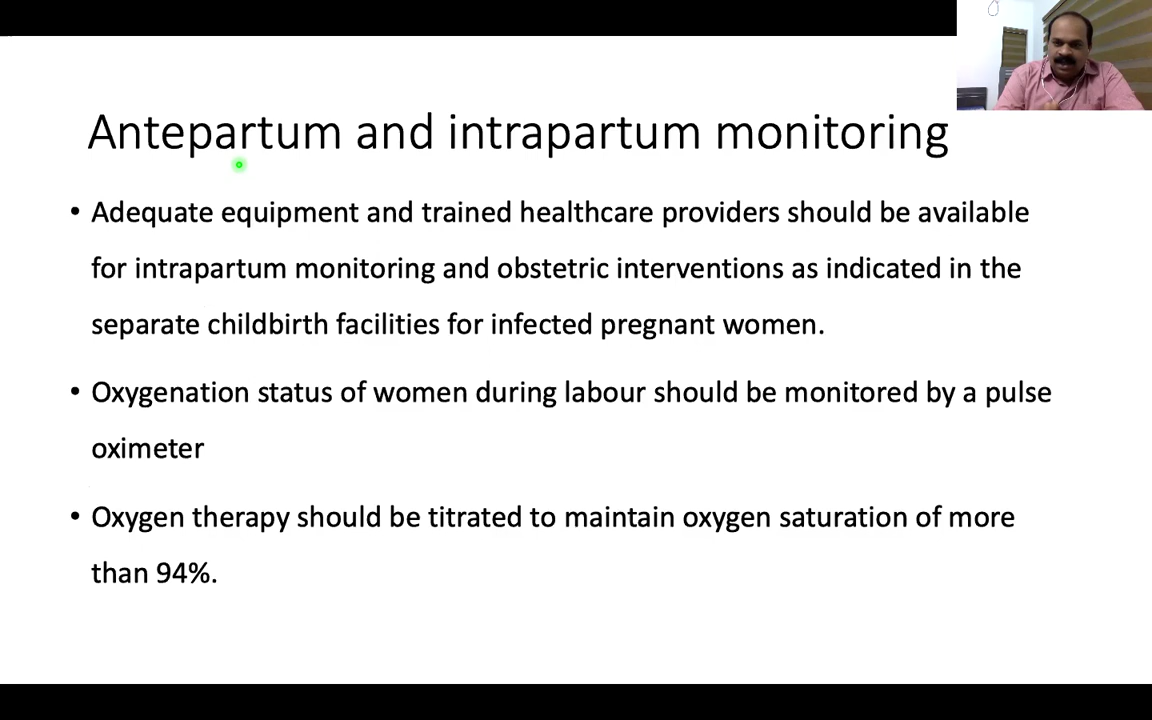 Antepartum and intrapartum monitoring
• Adequate equipment and trained healthcare providers should be available
for intrapartum monitoring and obstetric interventions as indicated in the
separate childbirth facilities for infected pregnant women.
• Oxygenation status of women during labour should be monitored by a pulse
oximeter
• Oxygen therapy should be titrated to maintain oxygen saturation of more
than 94%.